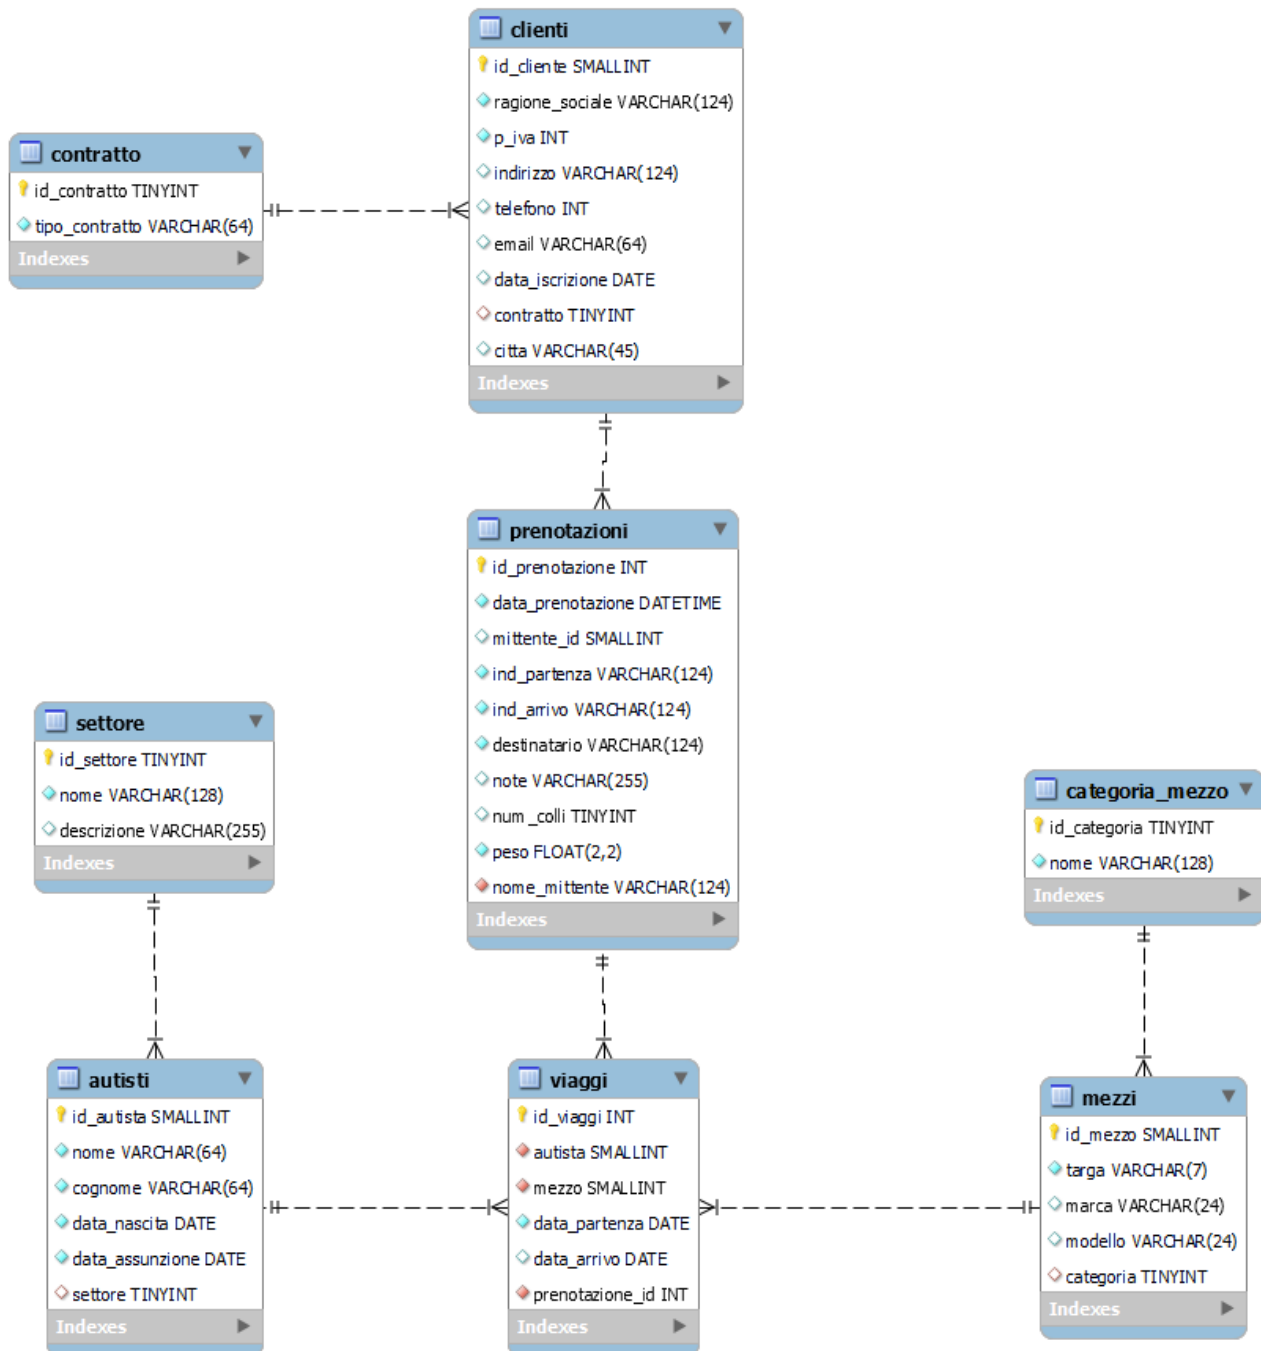 clienti
id_cliente SMALLINT
ragione_sociale VARCHAR(124)
p_iva INT
indirizzo VARCHAR(124)
telefono INT
email VARCHAR(64)
data_iscrizione DATE
contratto TINYINT
citta VARCHAR(45)
Indexes
contratto
id_contratto TINYINT
tipo_contratto VARCHAR(64)
Indexes
prenotazioni
id_prenotazione INT
data_prenotazione DATETIME
mittente_id SMALLINT
ind_partenza VARCHAR(124)
ind_arrivo VARCHAR(124)
destinatario VARCHAR(124)
note VARCHAR(255)
num_colli TINYINT
peso FLOAT(2,2)
nome_mittente VARCHAR(124)
Indexes
settore
id_settore TINYINT
nome VARCHAR(128)
descrizione VARCHAR(255)
Indexes
categoria_mezzo
id_categoria TINYINT
nome VARCHAR(128)
Indexes
autisti
id_autista SMALLINT
nome VARCHAR(64)
cognome VARCHAR(64)
data_nascita DATE
data_assunzione DATE
settore TINYINT
Indexes
viaggi
id_viaggi INT
autista SMALLINT
mezzo SMALLINT
data_partenza DATE
data_arrivo DATE
prenotazione_id INT
Indexes
mezzi
id_mezzo SMALLINT
targa VARCHAR(7)
marca VARCHAR(24)
modello VARCHAR(24)
categoria TINYINT
Indexes